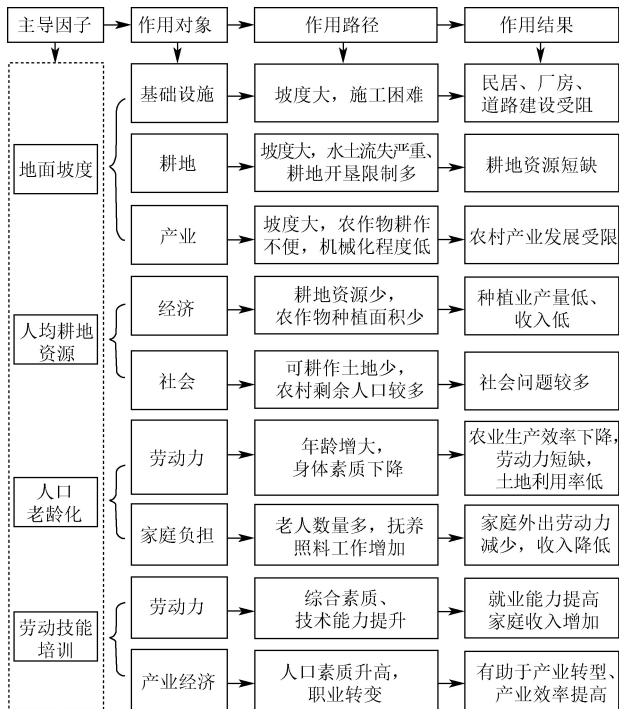 主导因子
作用对象
作用路径
作用结果
地面坡度
基础设施
坡度大，施工困难
民居、厂房、
道路建设受阻
耕地
坡度大，水土流失严重、
耕地开垦限制多
耕地资源短缺
产业
坡度大，农作物耕作
不便，机械化程度低
农村产业发展受限
人均耕地
资源
经济
耕地资源少，
农作物种植面积少
种植业产量低、
收入低
社会
可耕作土地少，
农村剩余人口较多
社会问题较多
人口
老龄化
劳动力
年龄增大，
身体素质下降
农业生产效率下降，
劳动力短缺，
土地利用率低
家庭负担
老人数量多，抚养
照料工作增加
家庭外出劳动力
减少，收入降低
劳动技能
培训
劳动力
综合素质、
技术能力提升
就业能力提高
家庭收入增加
产业经济
人口素质升高，
职业转变
有助于产业转型、
产业效率提高